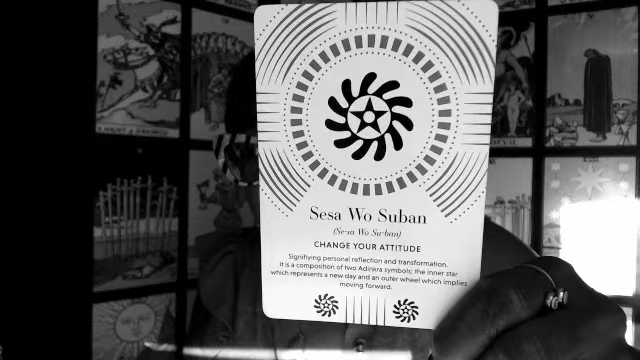 Sesa Wo Suban
(Se-sa Wo Su-ban)
CHANGE YOUR ATTITUDE
Signifiying personal reflection and transformation.
It is a composition of two Adinkra symbols; the inner star
which represents a new day and an outer wheel which implies
moving forward.